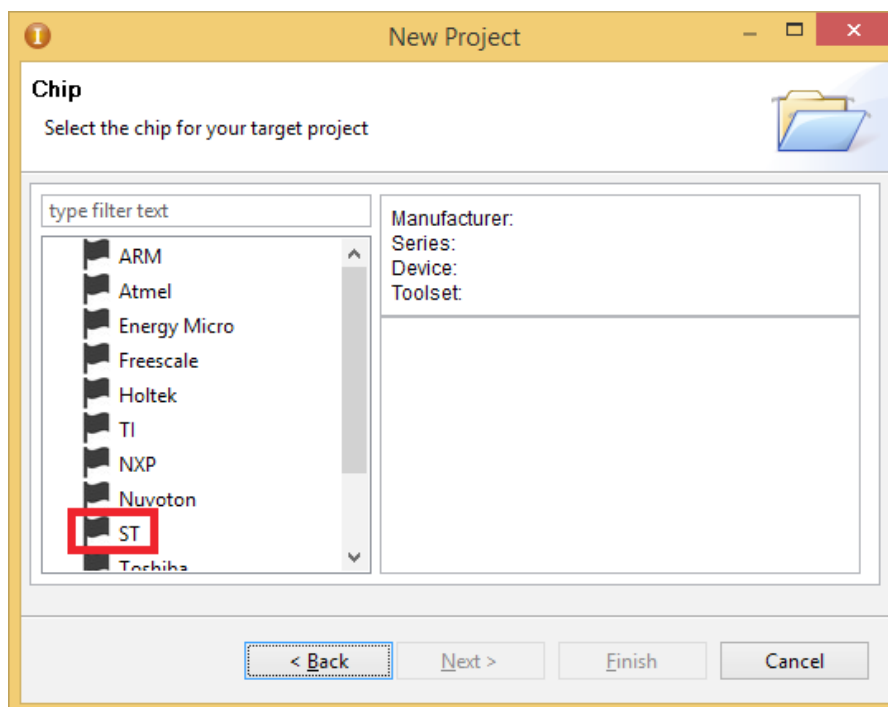 New Project
Chip
Select the chip for your target project
type filter text
ARM
Atmel
Energy Micro
Freescale
Holtek
TI
NXP
Nuvoton
ST
Toshiba
Manufacturer:
Series:
Device:
Toolset:
< Back
Next >
Finish
Cancel